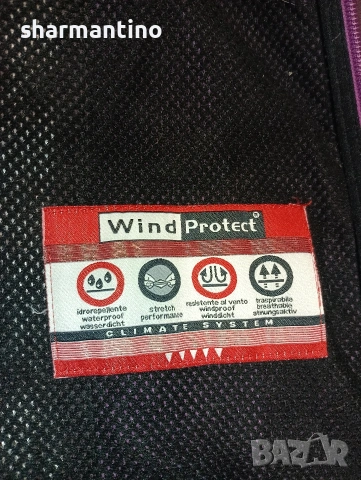 sharmantino
Wind Protect®
idrorepellente
waterproof
wasserdicht
stretch
performance
resistente al vento
windproof
winddicht
traspirabile
breathable
atmungsaktiv
CLIMATE SYSTEM
BAZAR